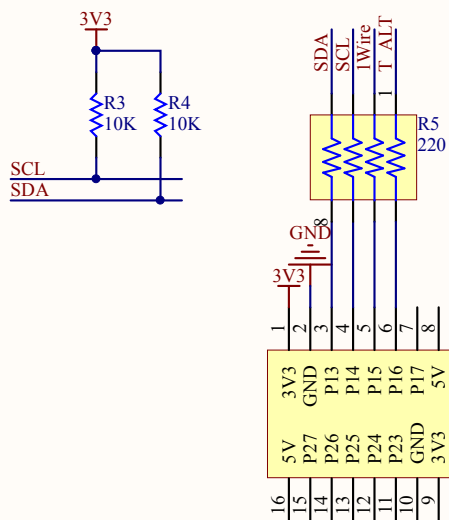 3V3
R3
10K
R4
10K
SCL
SDA
SDA
SCL
1Wire
T_ALT
1
R5
220
8
GND
3V3
1
2
3
4
5
6
7
8
3V3
GND
P13
P14
P15
P16
P17
5V
5V
P27
P26
P25
P24
P23
GND
3V3
16
15
14
13
12
11
10
9